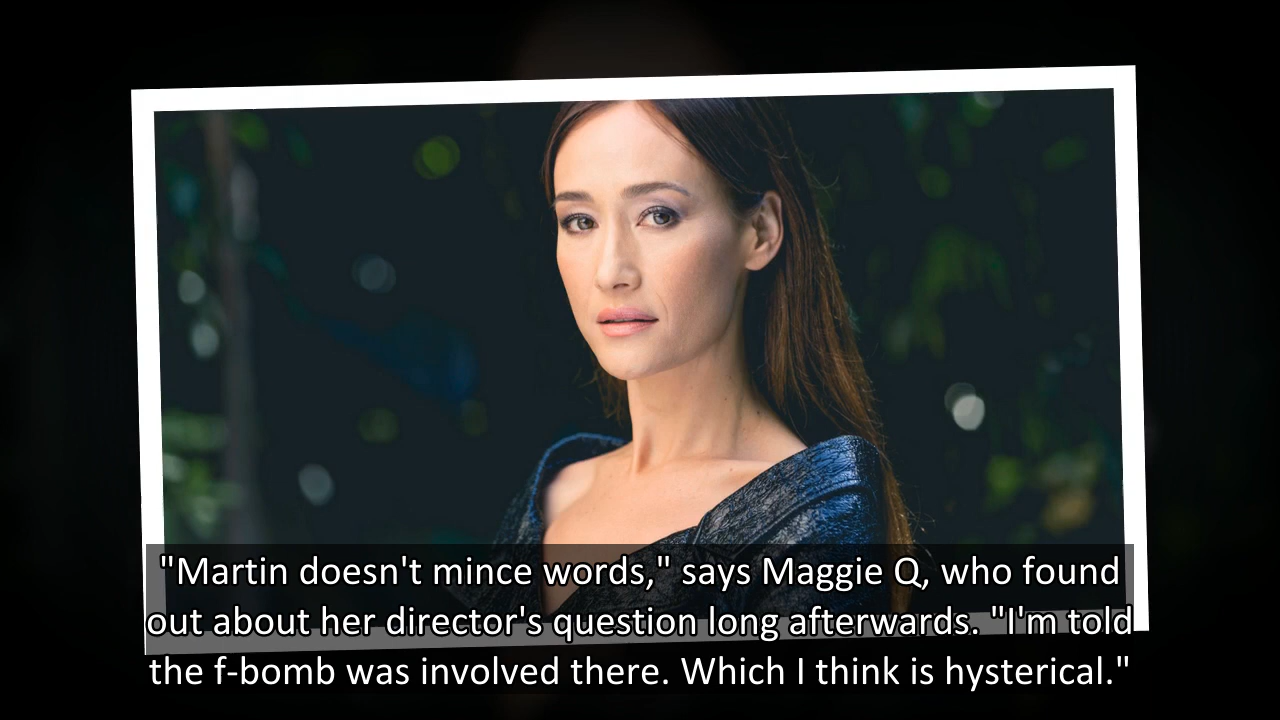 "Martin doesn't mince words," says Maggie Q, who found
out about her director's question long afterwards. "I'm told
the f-bomb was involved there. Which I think is hysterical."